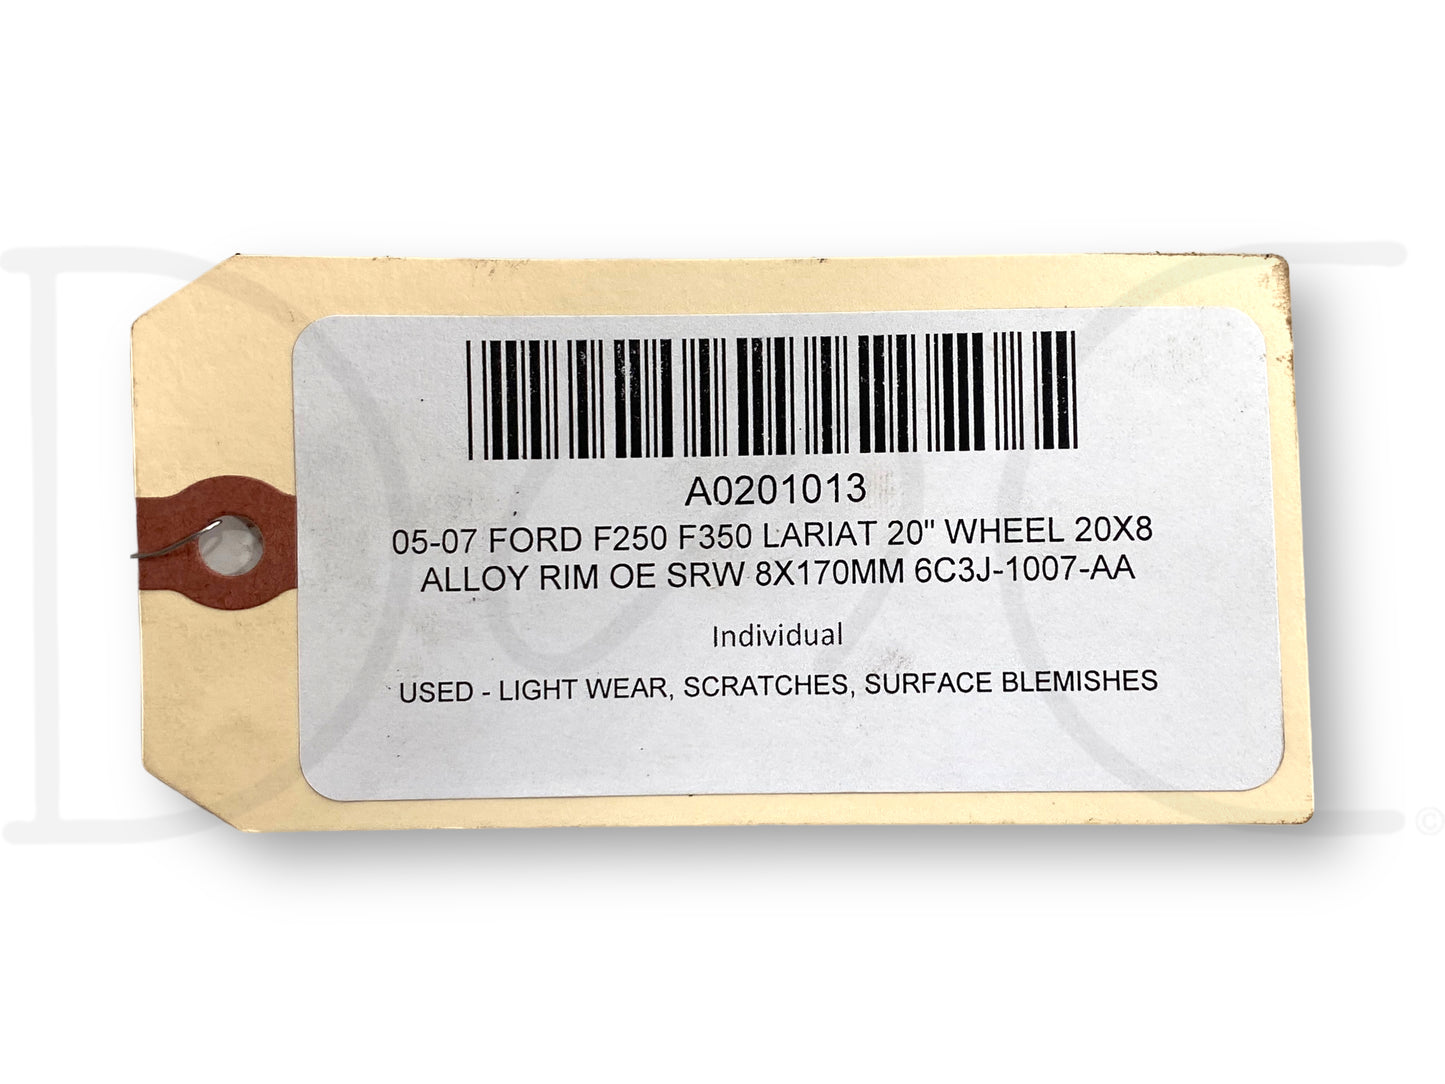 A0201013
05-07 FORD F250 F350 LARIAT 20" WHEEL 20X8
ALLOY RIM OE SRW 8X170MM 6C3J-1007-AA
Individual
USED - LIGHT WEAR, SCRATCHES, SURFACE BLEMISHES
©